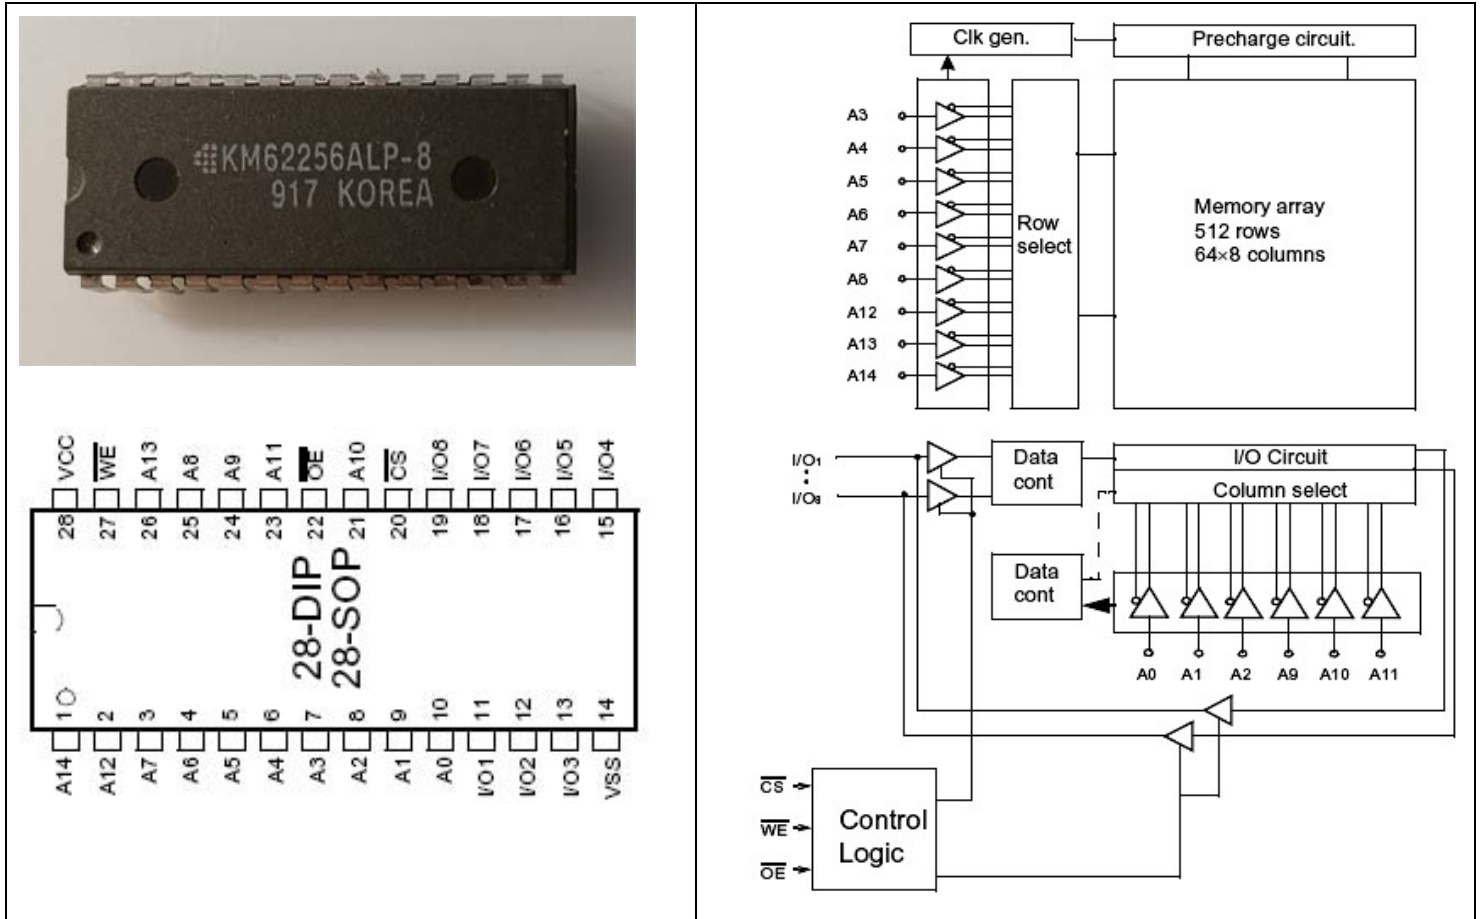 KM62256ALP-8
917 KOREA
VCC
WE
A13
A8
A9
A11
OE
A10
CS
I/O8
I/O7
I/O6
I/O5
I/O4
28 27 26 25 24 23 22 21 20 19 18 17 16 15
28-DIP
28-SOP
1 2 3 4 5 6 7 8 9 10 11 12 13 14
A14
A12
A7
A6
A5
A4
A3
A2
A1
A0
I/O1
I/O2
I/O3
VSS
Clk gen.
Precharge circuit.
A3
A4
A5
A6
A7
A8
A12
A13
A14
Row
select
Memory array
512 rows
64×8 columns
I/O1
I/O8
Data
cont
I/O Circuit
Column select
Data
cont
A0 A1 A2 A9 A10 A11
CS
WE
OE
Control
Logic